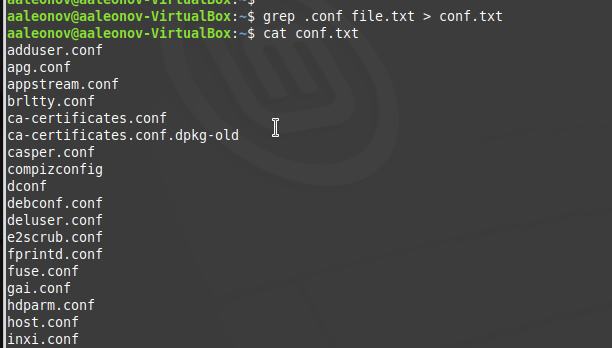 aaleonov@aaleonov-VirtualBox:~$
aaleonov@aaleonov-VirtualBox:~$ grep .conf file.txt > conf.txt
aaleonov@aaleonov-VirtualBox:~$ cat conf.txt
adduser.conf
apg.conf
appstream.conf
brltty.conf
ca-certificates.conf
ca-certificates.conf.dpkg-old
casper.conf
compizconfig
dconf
debconf.conf
deluser.conf
e2scrub.conf
fprintd.conf
fuse.conf
gai.conf
hdparm.conf
host.conf
inxi.conf